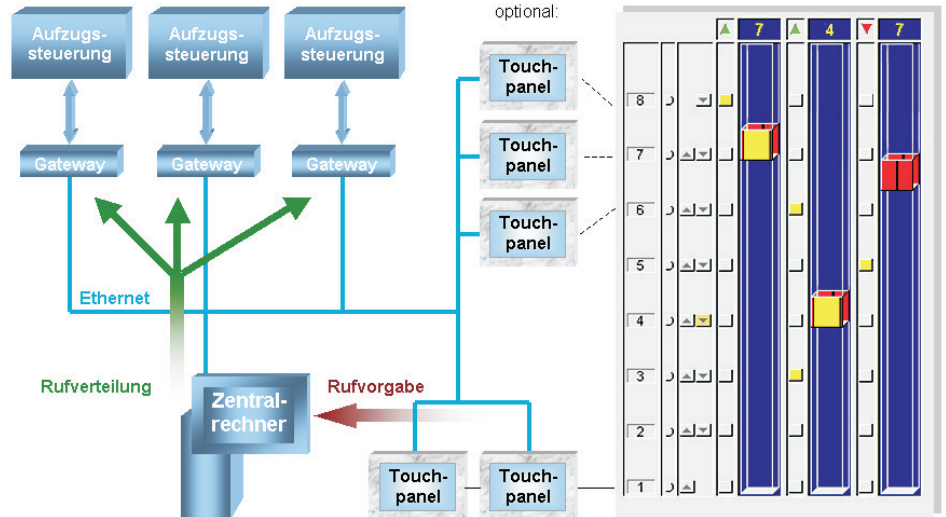 Aufzugs-
steuerung
Aufzugs-
steuerung
Aufzugs-
steuerung
Gateway
Gateway
Gateway
Ethernet
Rufverteilung
Rufvorgabe
Zentral-
rechner
optional:
Touch-
panel
Touch-
panel
Touch-
panel
Touch-
panel
Touch-
panel
7 4 7
8
7
6
5
4
3
2
1